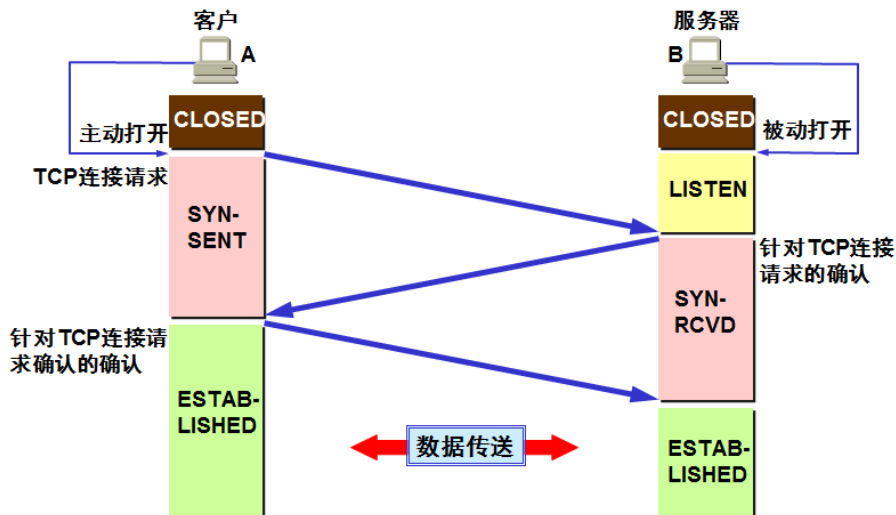 客户
服务器
A
B
CLOSED
CLOSED
主动打开
被动打开
TCP连接请求
LISTEN
SYN-
SENT
针对TCP连接
请求的确认
SYN-
RCVD
针对TCP连接请
求确认的确认
ESTAB-
LISHED
数据传送
ESTAB-
LISHED